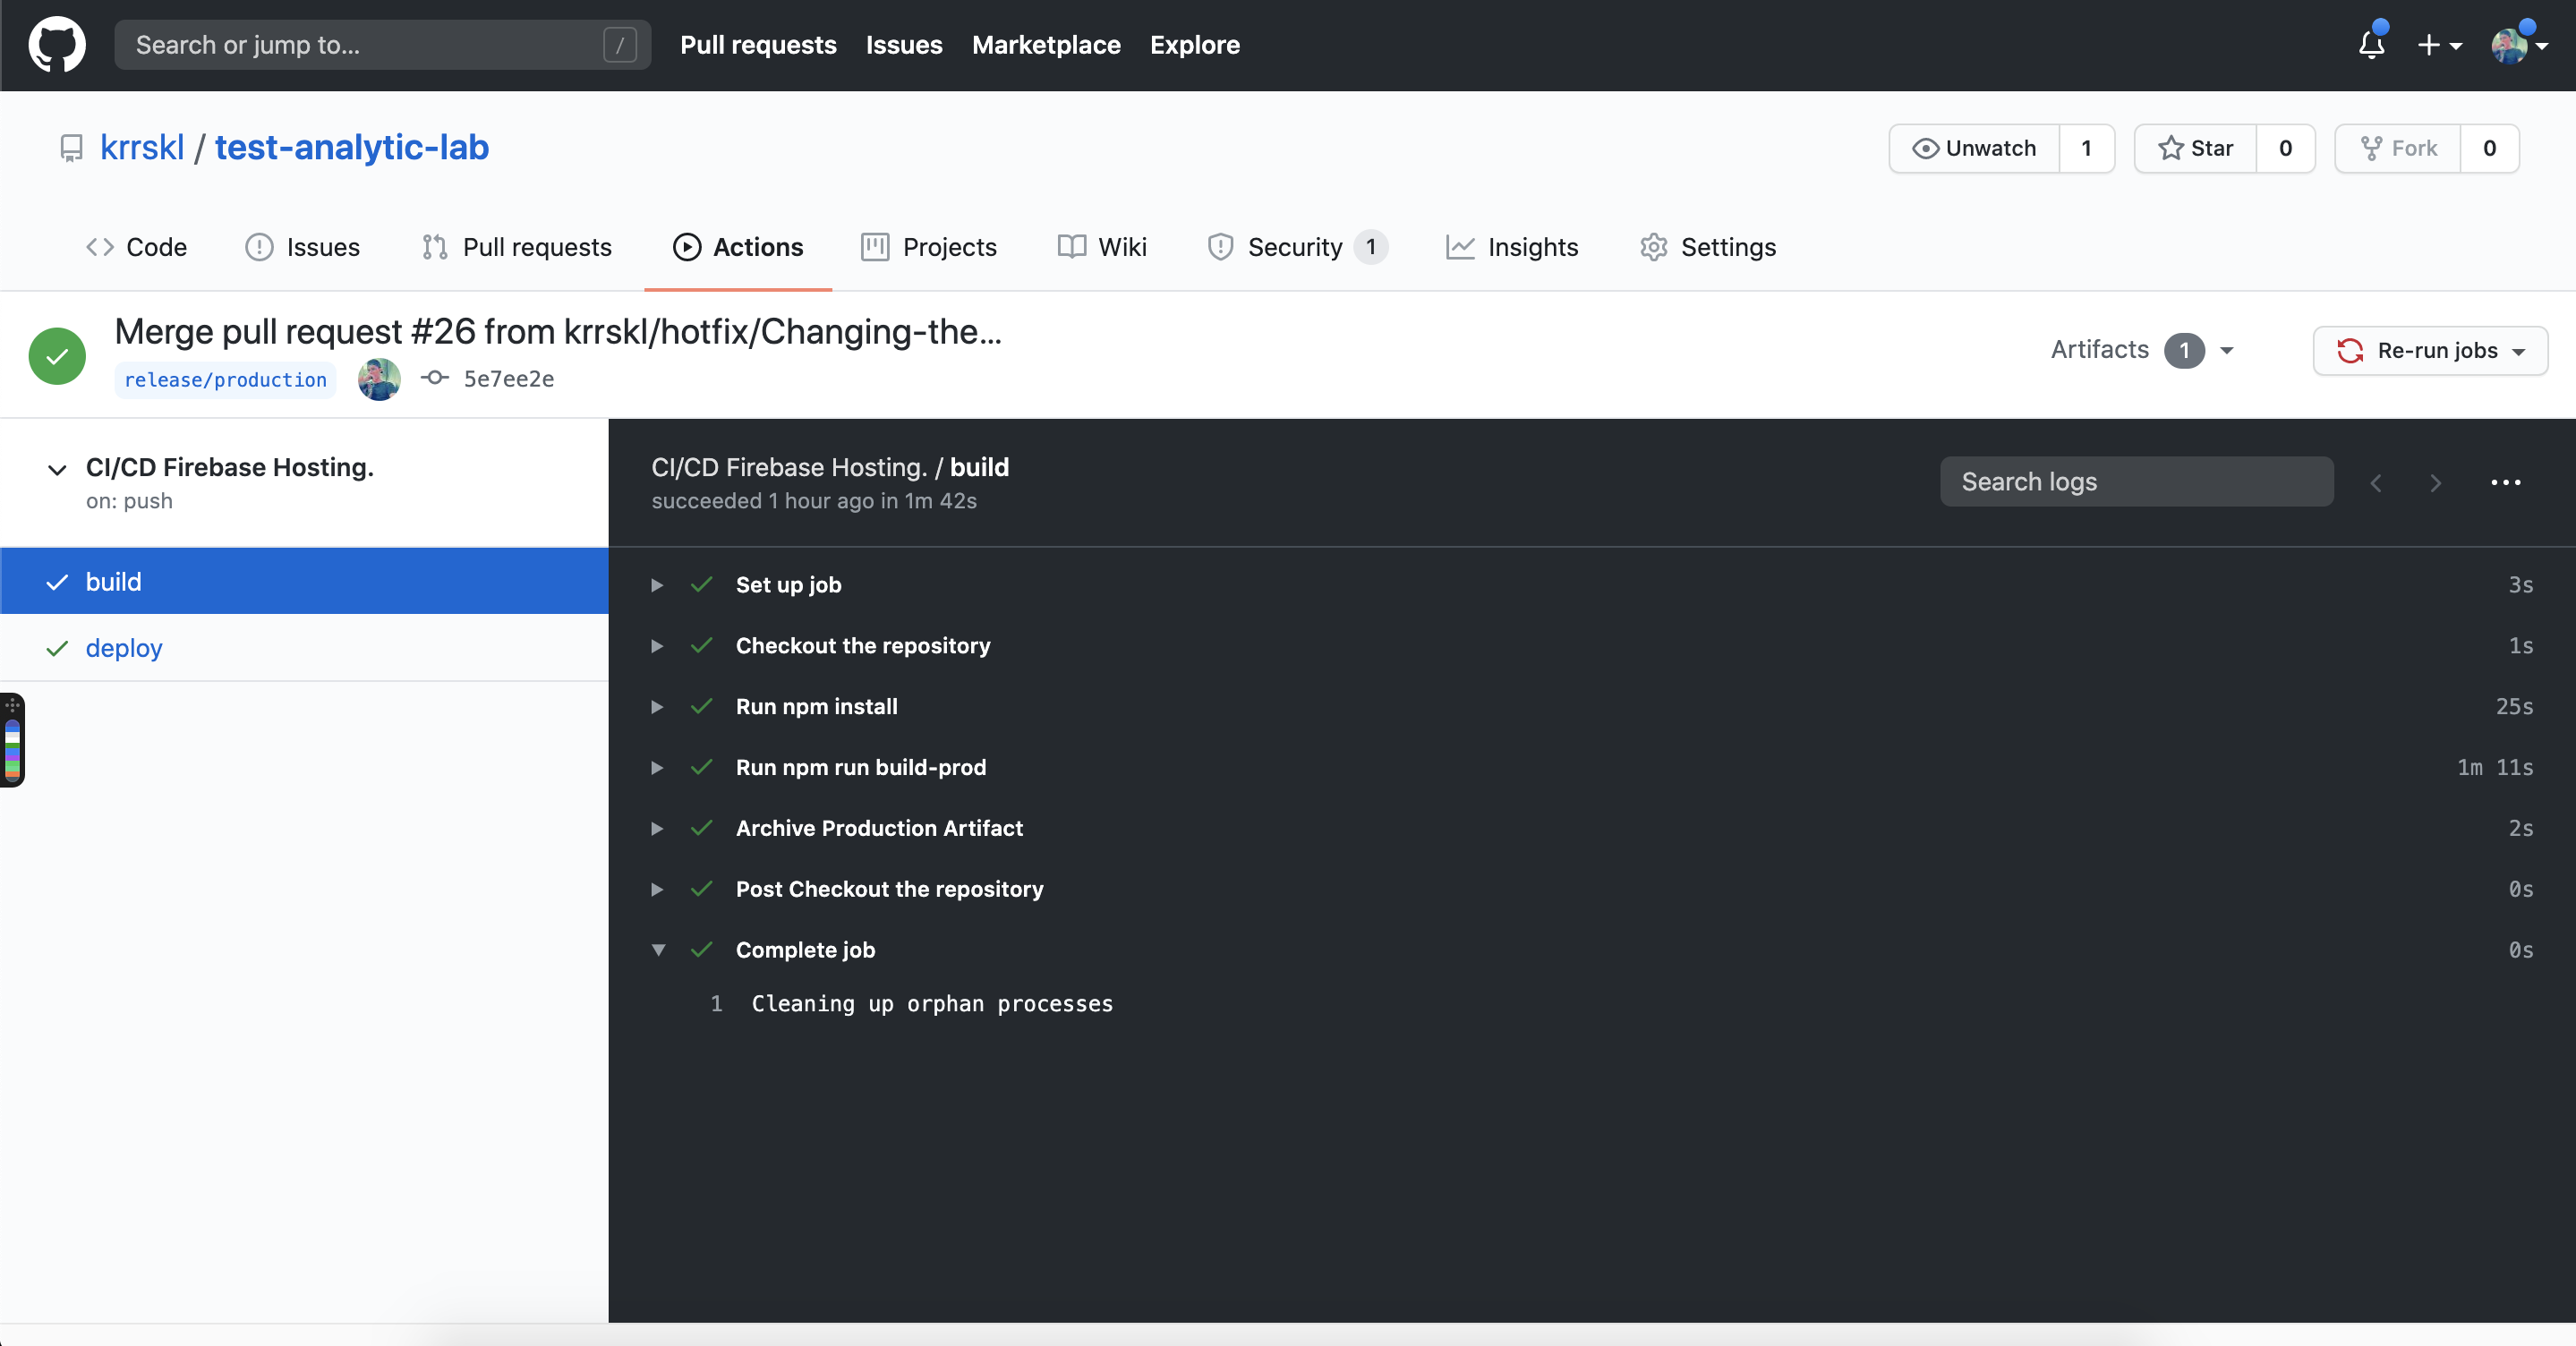 Search or jump to... /
Pull requests Issues Marketplace Explore
krrskl / test-analytic-lab
Unwatch 1 Star 0 Fork 0
Code Issues Pull requests Actions Projects Wiki Security 1 Insights Settings
Merge pull request #26 from krrskl/hotfix/Changing-the...
release/production 5e7ee2e
Artifacts 1 Re-run jobs
CI/CD Firebase Hosting.
on: push
build
deploy
CI/CD Firebase Hosting. / build
succeeded 1 hour ago in 1m 42s
Search logs
Set up job 3s
Checkout the repository 1s
Run npm install 25s
Run npm run build-prod 1m 11s
Archive Production Artifact 2s
Post Checkout the repository 0s
Complete job 0s
1 Cleaning up orphan processes